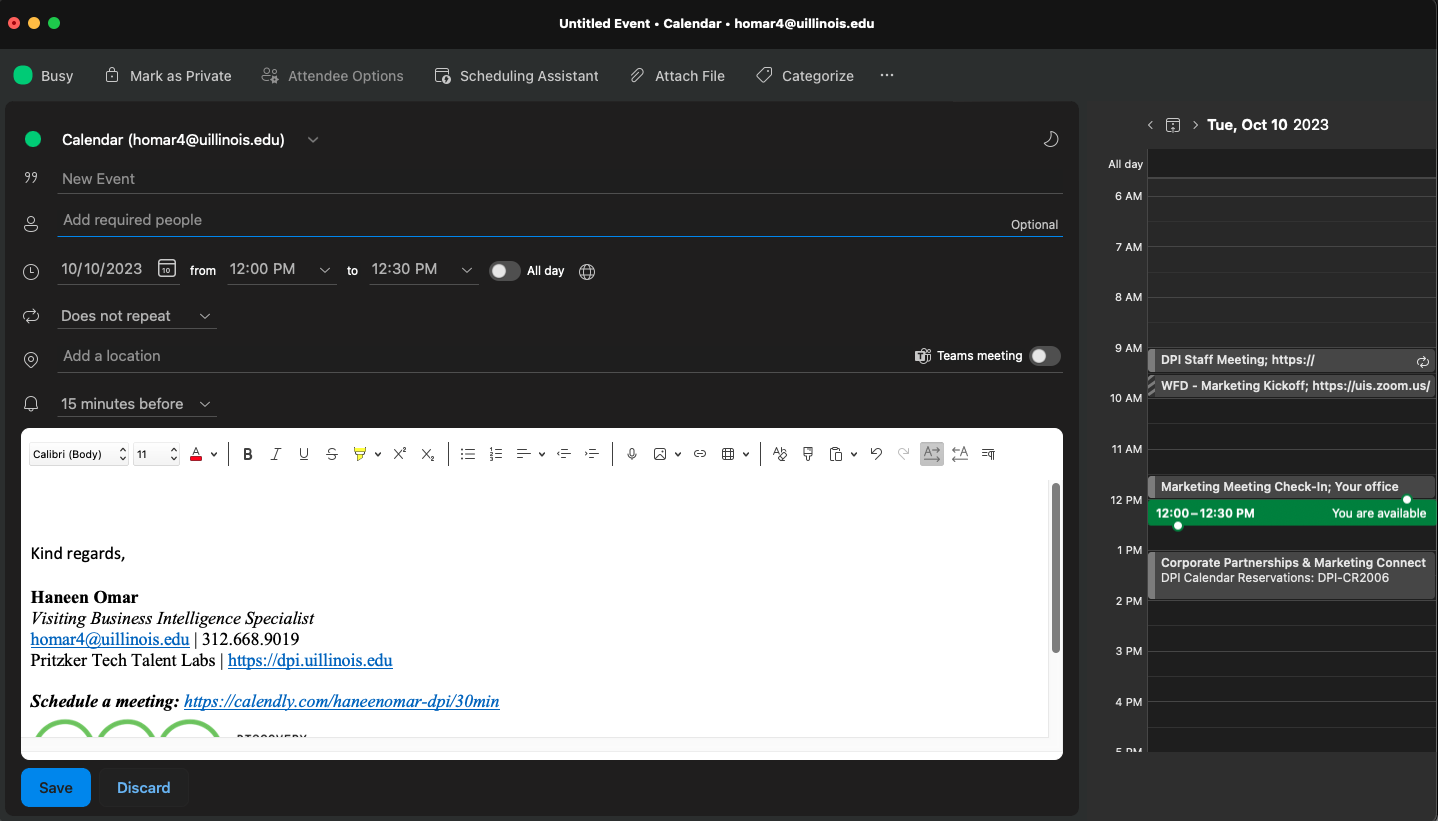 Untitled Event • Calendar • homar4@uillinois.edu
Busy Mark as Private Attendee Options Scheduling Assistant Attach File Categorize ...
Calendar (homar4@uillinois.edu)
New Event
Add required people Optional
10/10/2023 10 from 12:00 PM to 12:30 PM All day
Does not repeat
Add a location Teams meeting
15 minutes before
Calibri (Body) 11
Kind regards,
Haneen Omar
Visiting Business Intelligence Specialist
homar4@uillinois.edu | 312.668.9019
Pritzker Tech Talent Labs | https://dpi.uillinois.edu
Schedule a meeting: https://calendly.com/haneenomar-dpi/30min
DISCOVERY
Save Discard
Tue, Oct 10 2023
All day
6 AM
7 AM
8 AM
9 AM
DPI Staff Meeting; https://
WFD - Marketing Kickoff; https://uis.zoom.us/
10 AM
11 AM
Marketing Meeting Check-In; Your office
12 PM
12:00–12:30 PM You are available
1 PM
Corporate Partnerships & Marketing Connect
DPI Calendar Reservations: DPI-CR2006
2 PM
3 PM
4 PM
5 PM